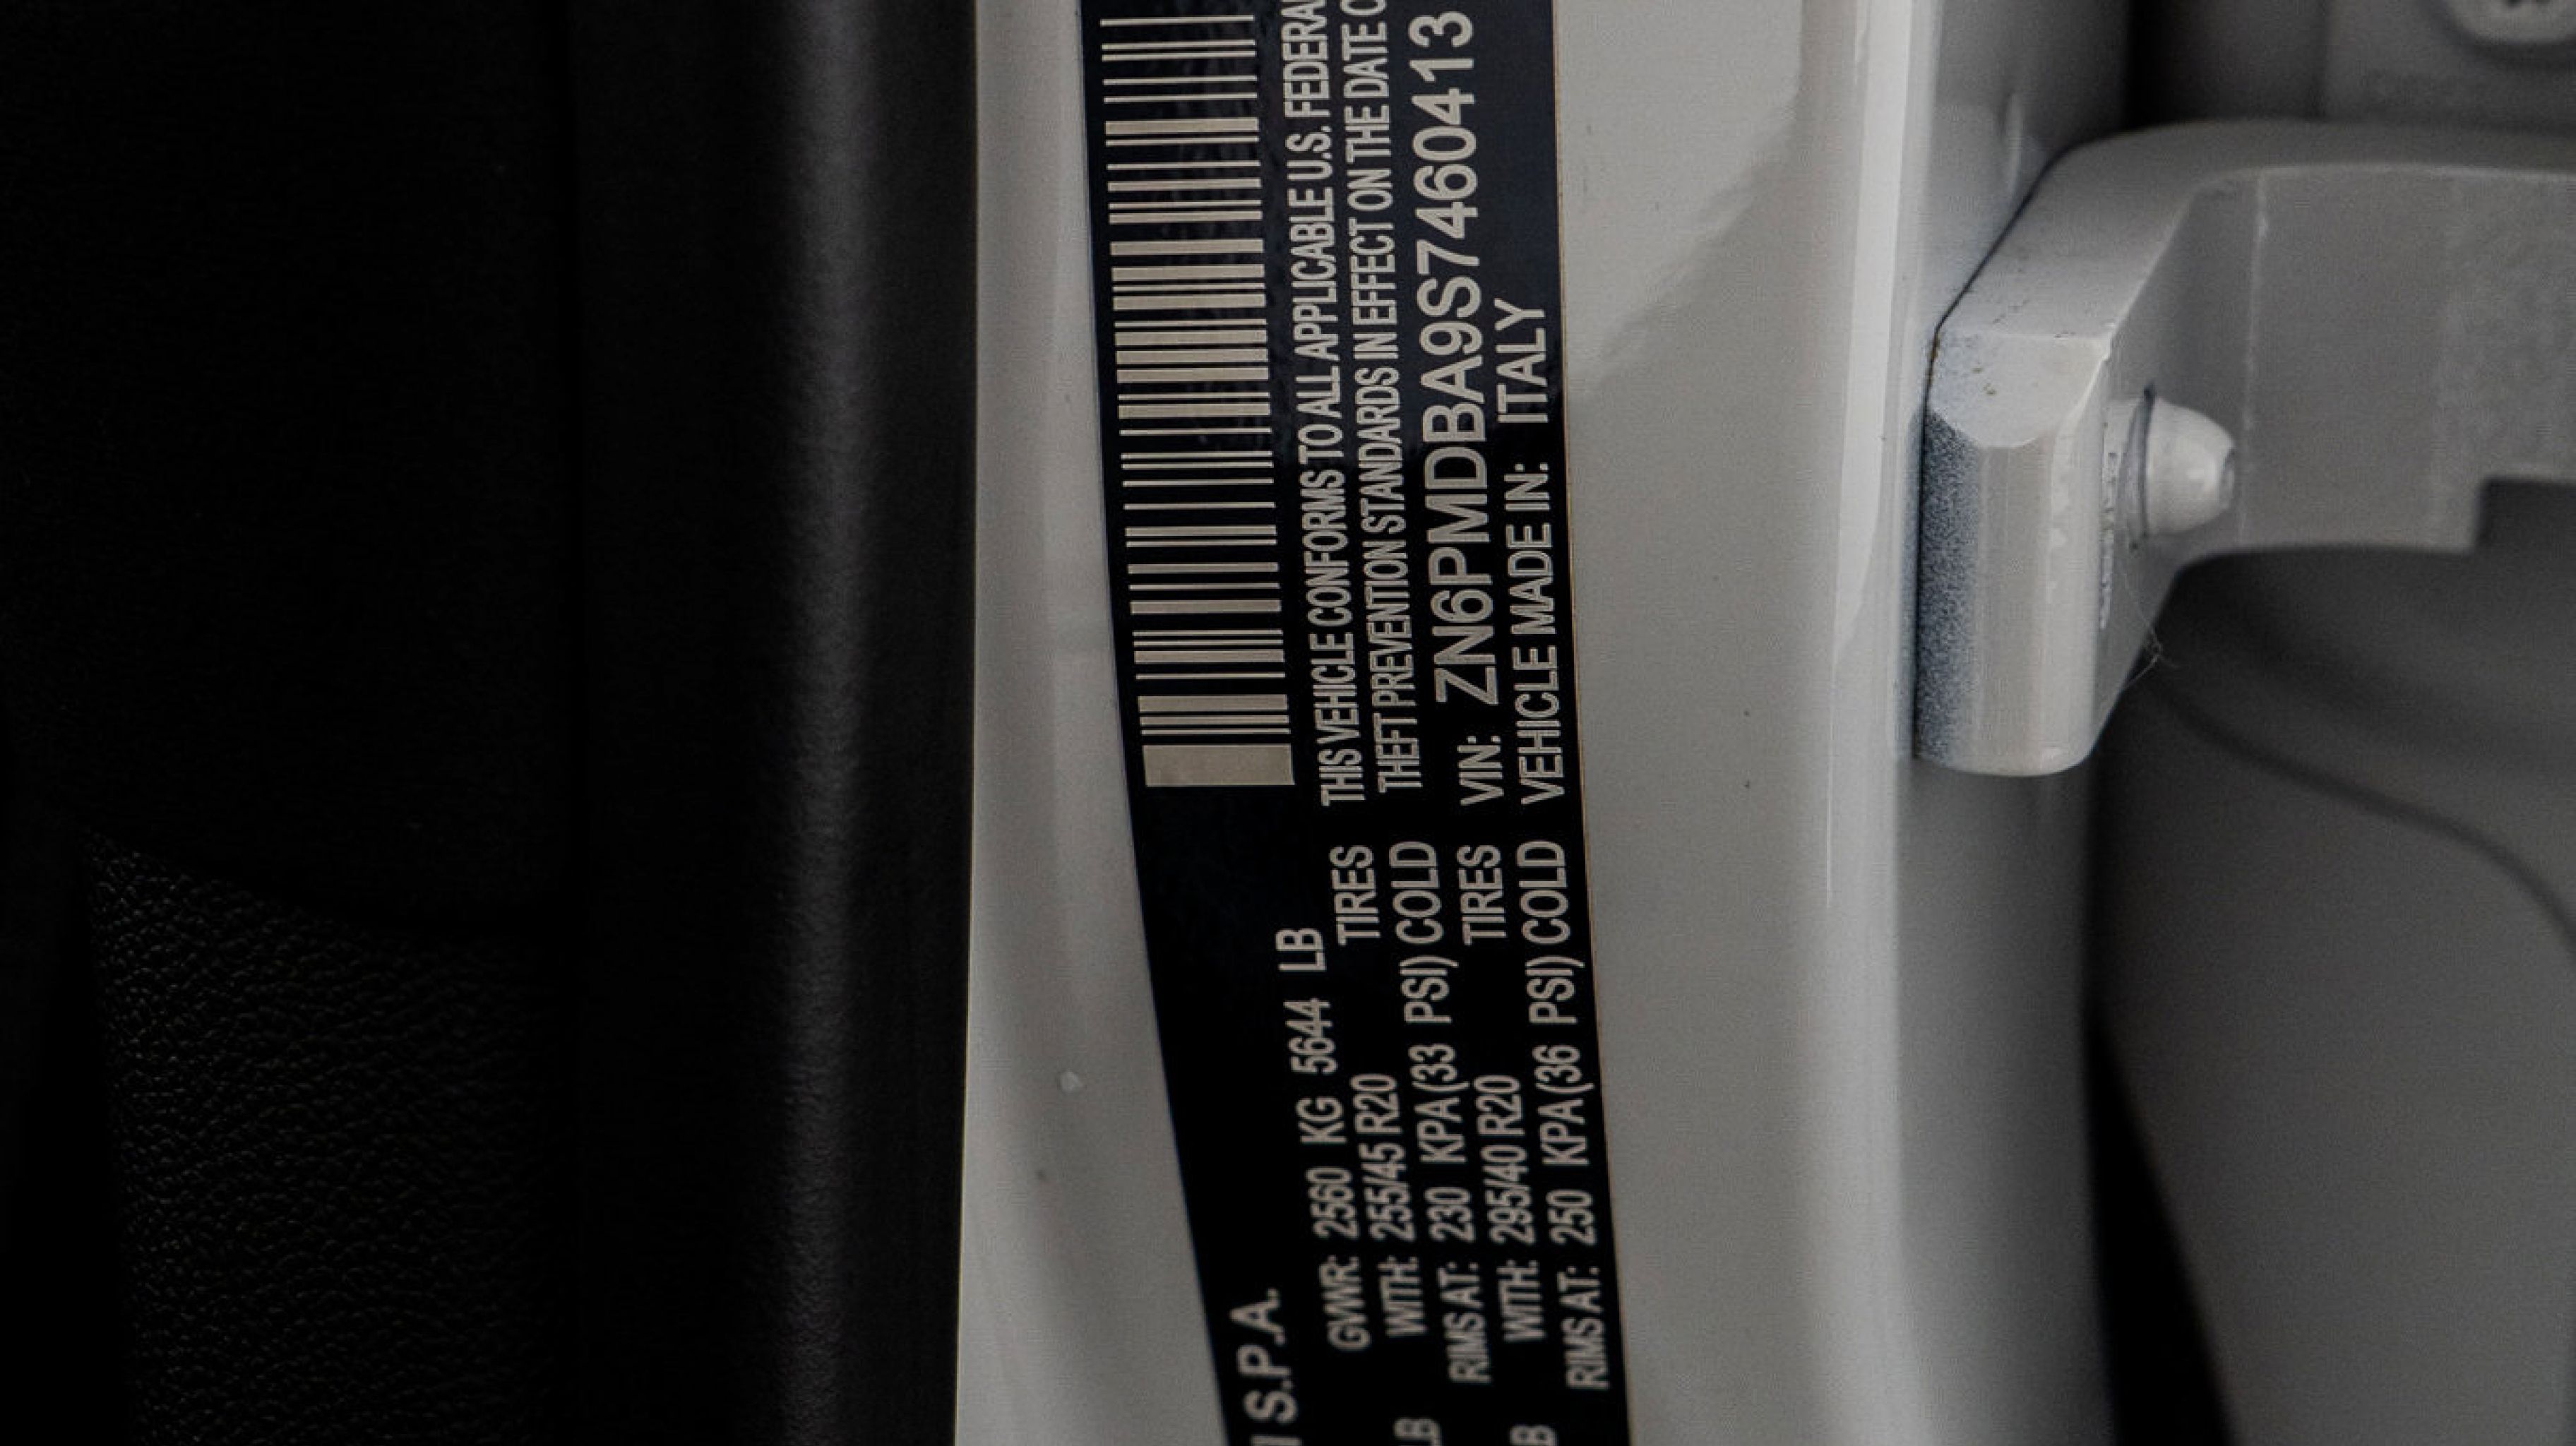 I S.P.A.
GVWR: 2560 KG 5644 LB
WITH: 255/45 R20 TIRES
LB RIMS AT: 230 KPA(33 PSI) COLD
WITH: 295/40 R20 TIRES
LB RIMS AT: 250 KPA(36 PSI) COLD
THIS VEHICLE CONFORMS TO ALL APPLICABLE U.S. FEDERA
THEFT PREVENTION STANDARDS IN EFFECT ON THE DATE O
VIN: ZN6PMDBA9S7460413
VEHICLE MADE IN: ITALY